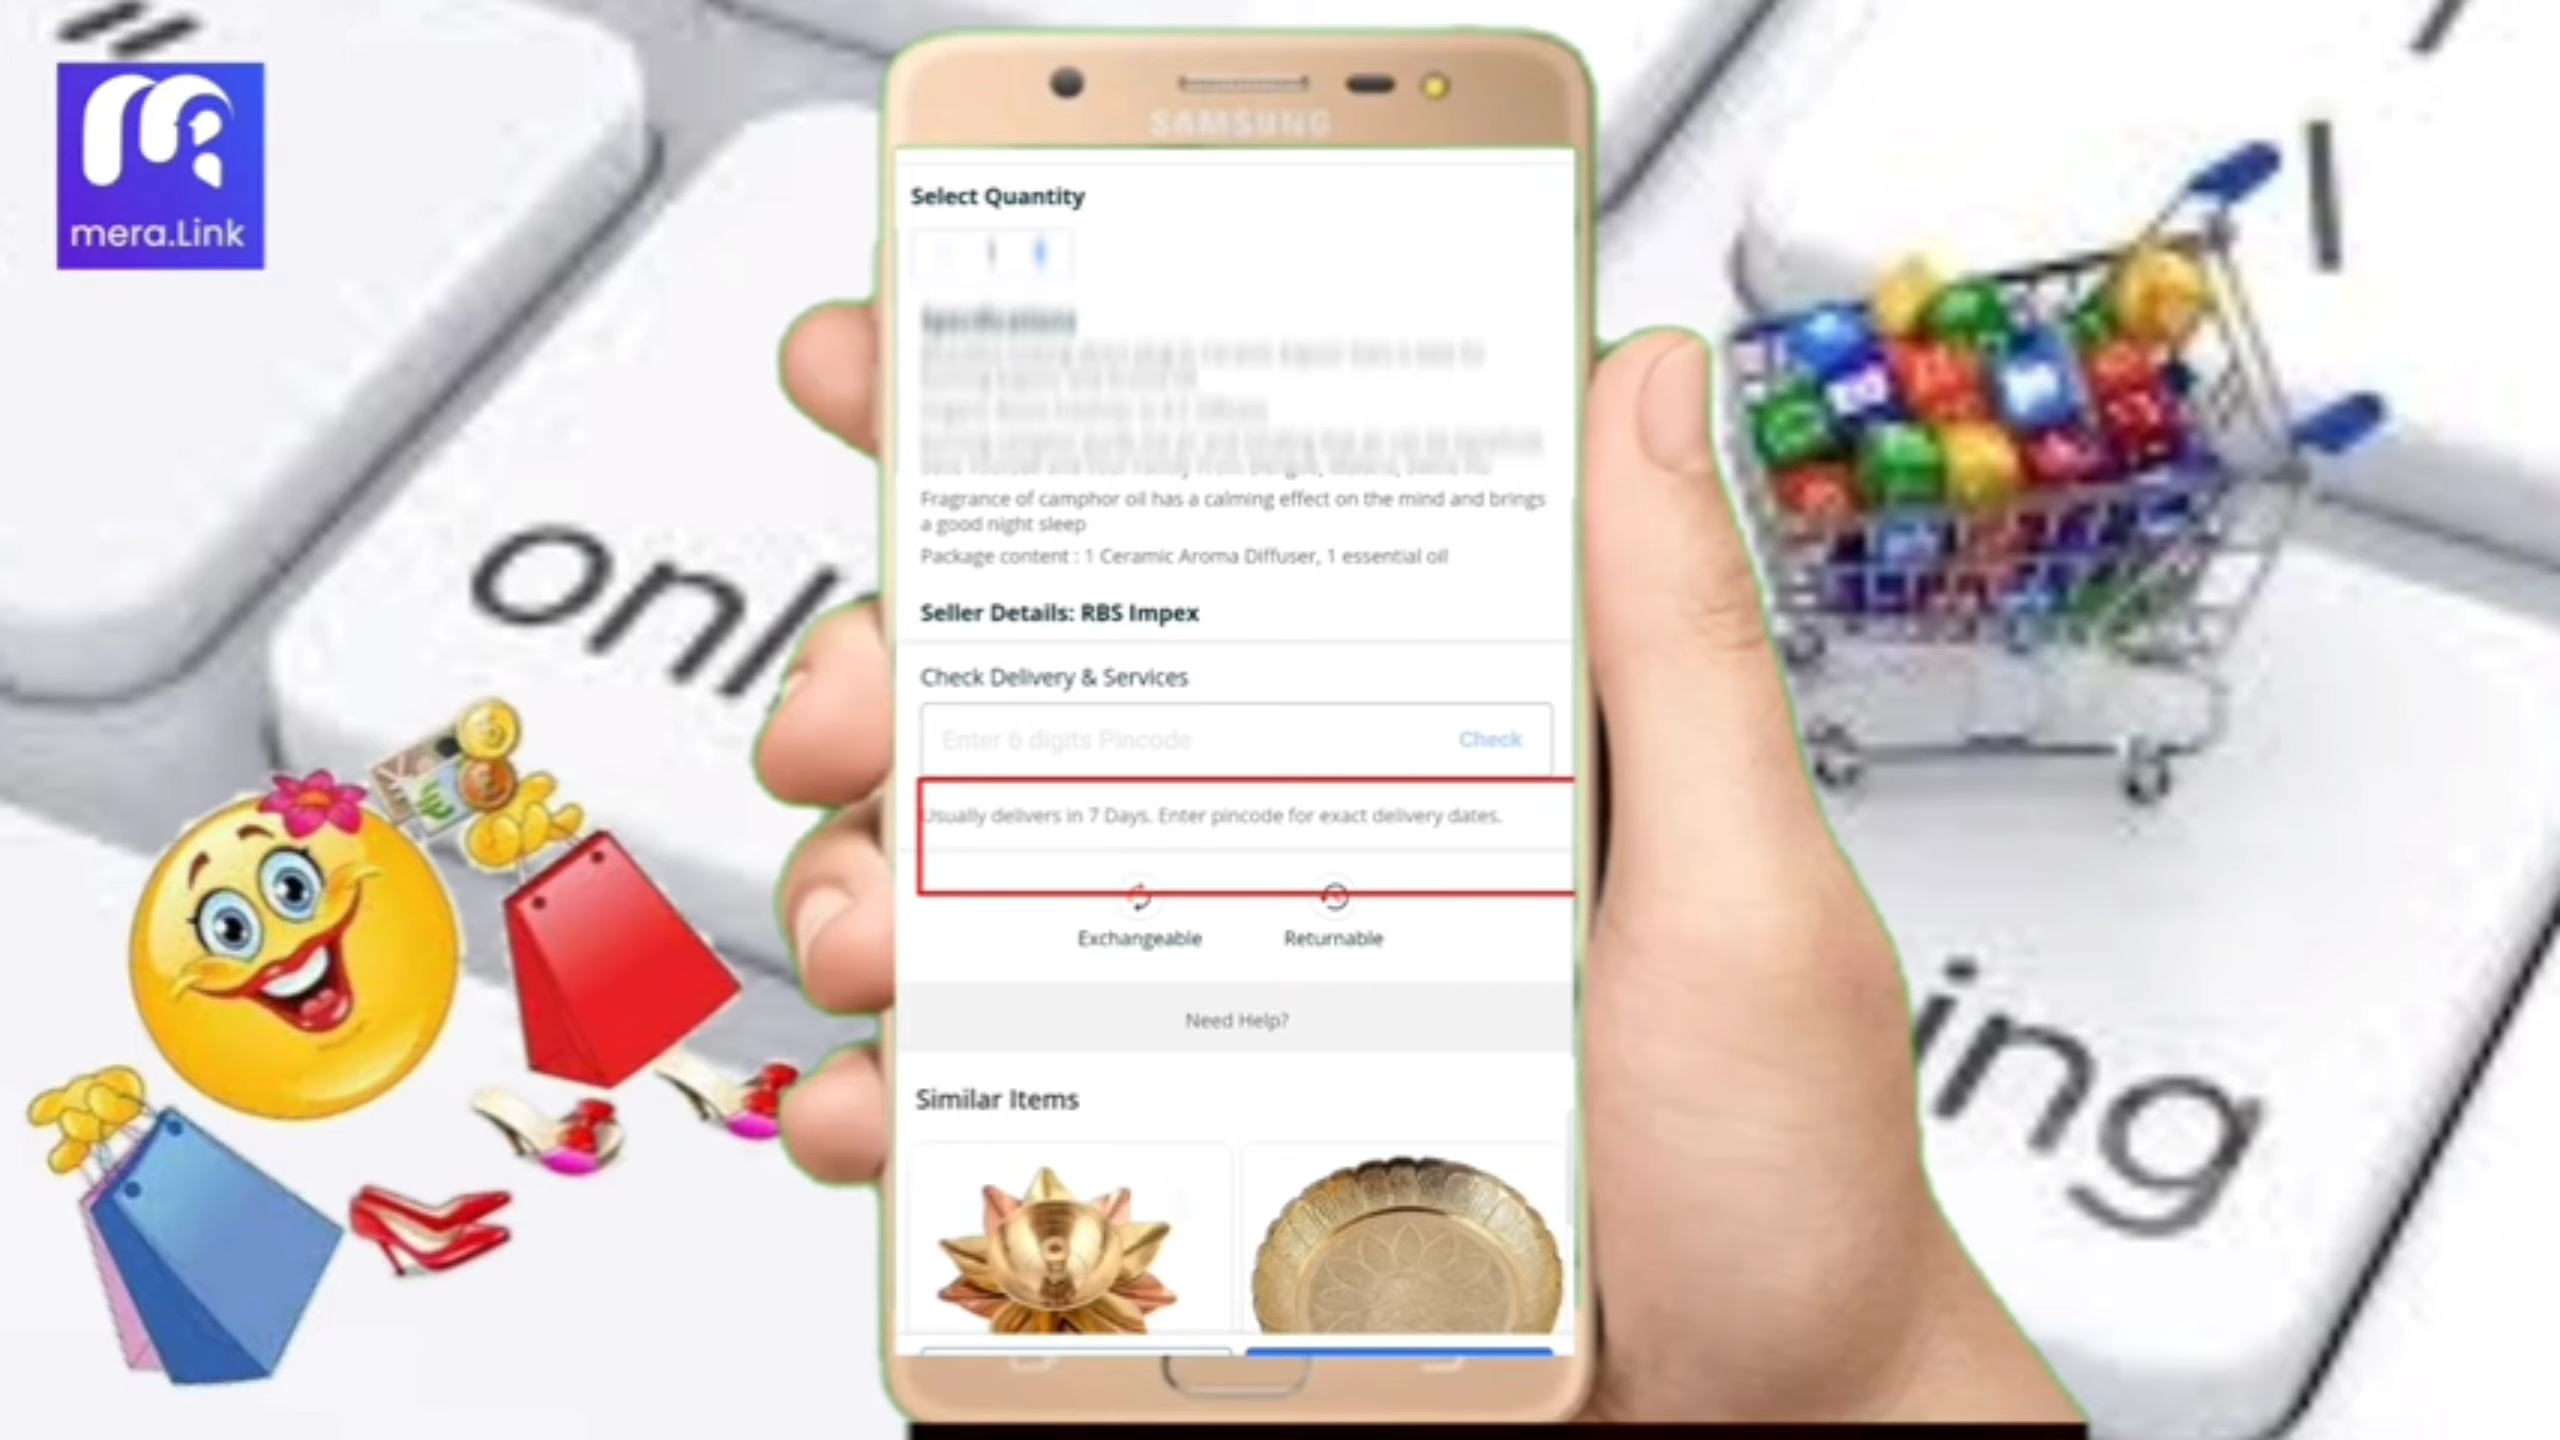 mera.Link
SAMSUNG
Select Quantity
Specifications
Fragrance of camphor oil has a calming effect on the mind and brings
a good night sleep
Package content : 1 Ceramic Aroma Diffuser, 1 essential oil
Seller Details: RBS Impex
Check Delivery & Services
Enter 6 digits Pincode
Check
Usually delivers in 7 Days. Enter pincode for exact delivery dates.
Exchangeable
Returnable
Need Help?
Similar Items
onl
ing